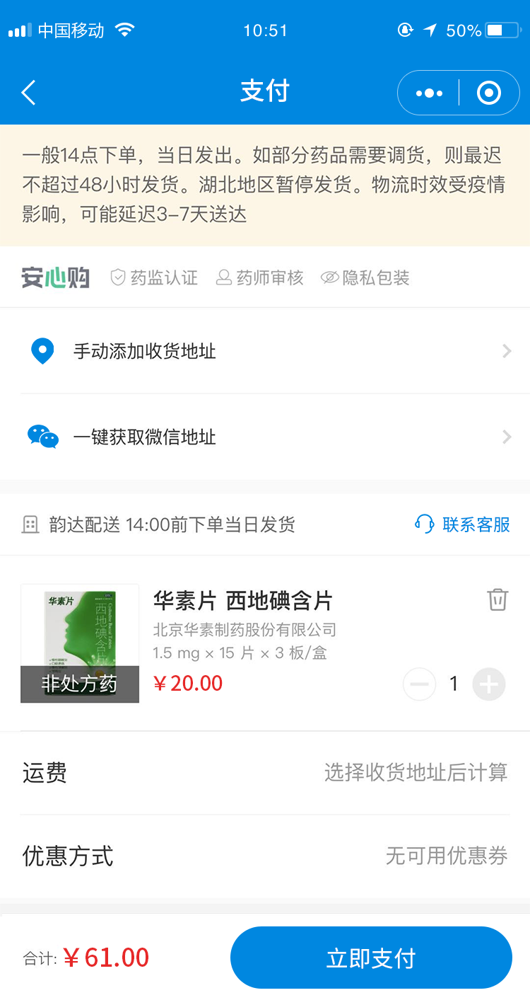 中国移动
10:51
50%
支付
一般14点下单，当日发出。如部分药品需要调货，则最迟
不超过48小时发货。湖北地区暂停发货。物流时效受疫情
影响，可能延迟3–7天送达
安心购 药监认证 药师审核 隐私包装
手动添加收货地址
一键获取微信地址
韵达配送 14:00前下单当日发货
联系客服
华素片
西地碘含片
Cydiodine Buccal Tablets
非处方药
华素片 西地碘含片
北京华素制药股份有限公司
1.5 mg × 15 片 × 3 板/盒
￥20.00
1
运费
选择收货地址后计算
优惠方式
无可用优惠券
合计: ￥61.00
立即支付